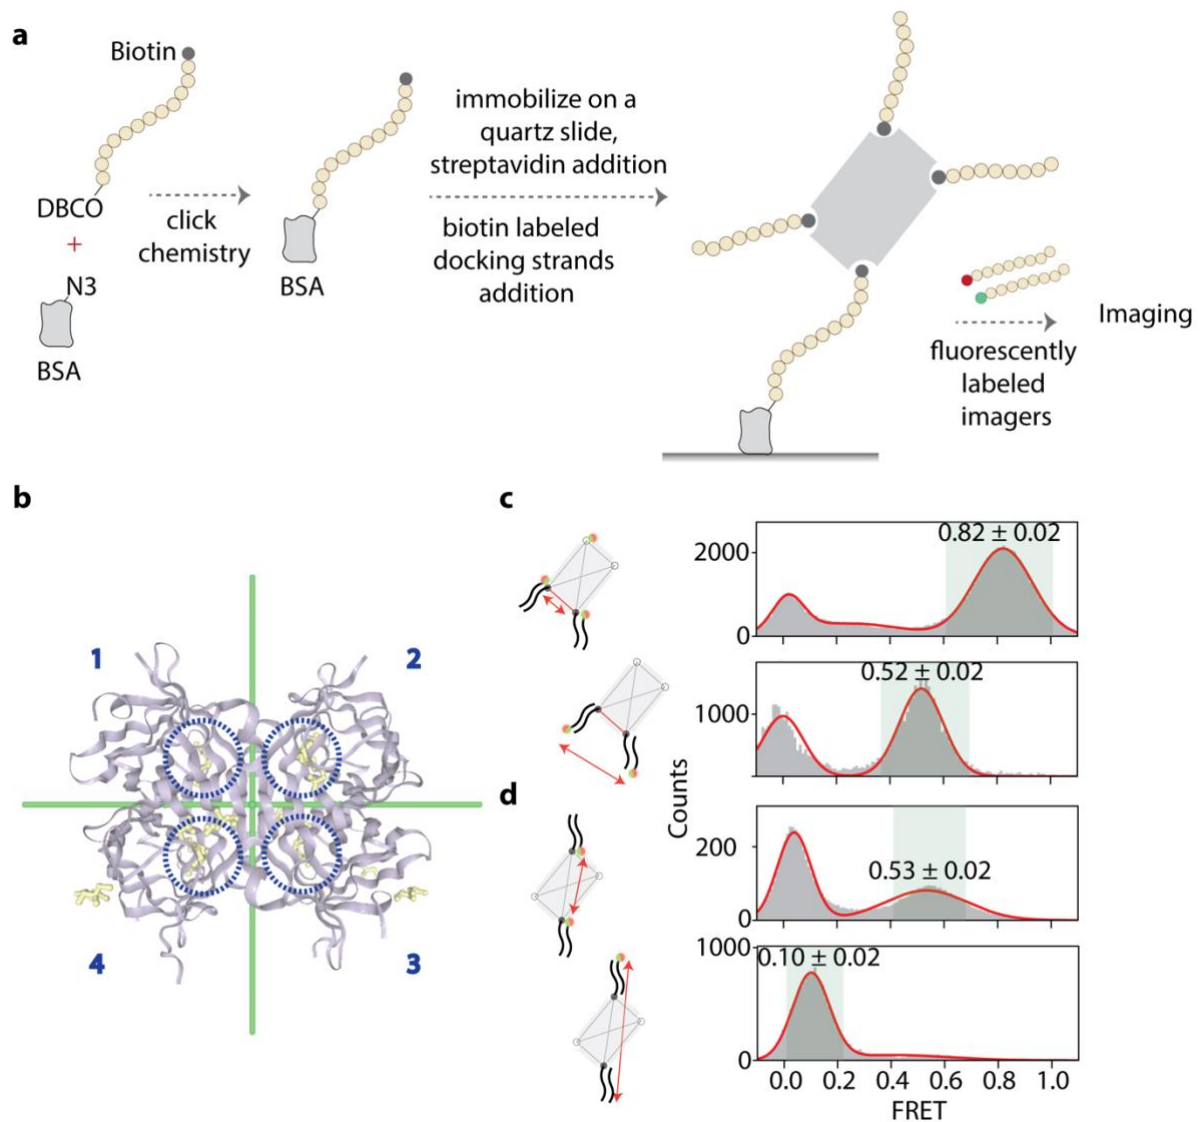 a
Biotin
DBCO
+
N3
BSA
click
chemistry
BSA
immobilize on a
quartz slide,
streptavidin addition
biotin labeled
docking strands
addition
fluorescently
labeled
imagers
Imaging
b
1
2
4
3
c
d
Counts
2000
0
0.82 ± 0.02
1000
0.52 ± 0.02
200
0
0.53 ± 0.02
1000
0
0.10 ± 0.02
0.0 0.2 0.4 0.6 0.8 1.0
FRET